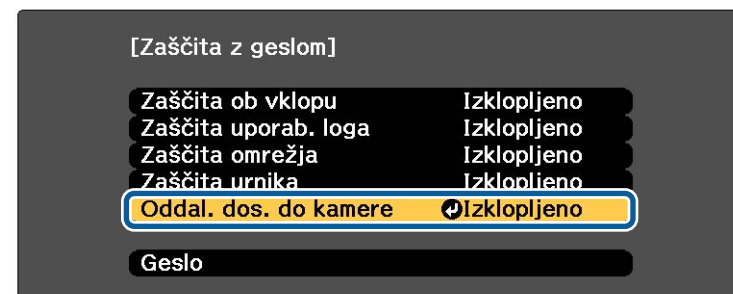 [Zaščita z geslom]
Zaščita ob vklopu Izklopljeno
Zaščita uporab. loga Izklopljeno
Zaščita omrežja Izklopljeno
Zaščita urnika Izklopljeno
Oddal. dos. do kamere Izklopljeno
Geslo